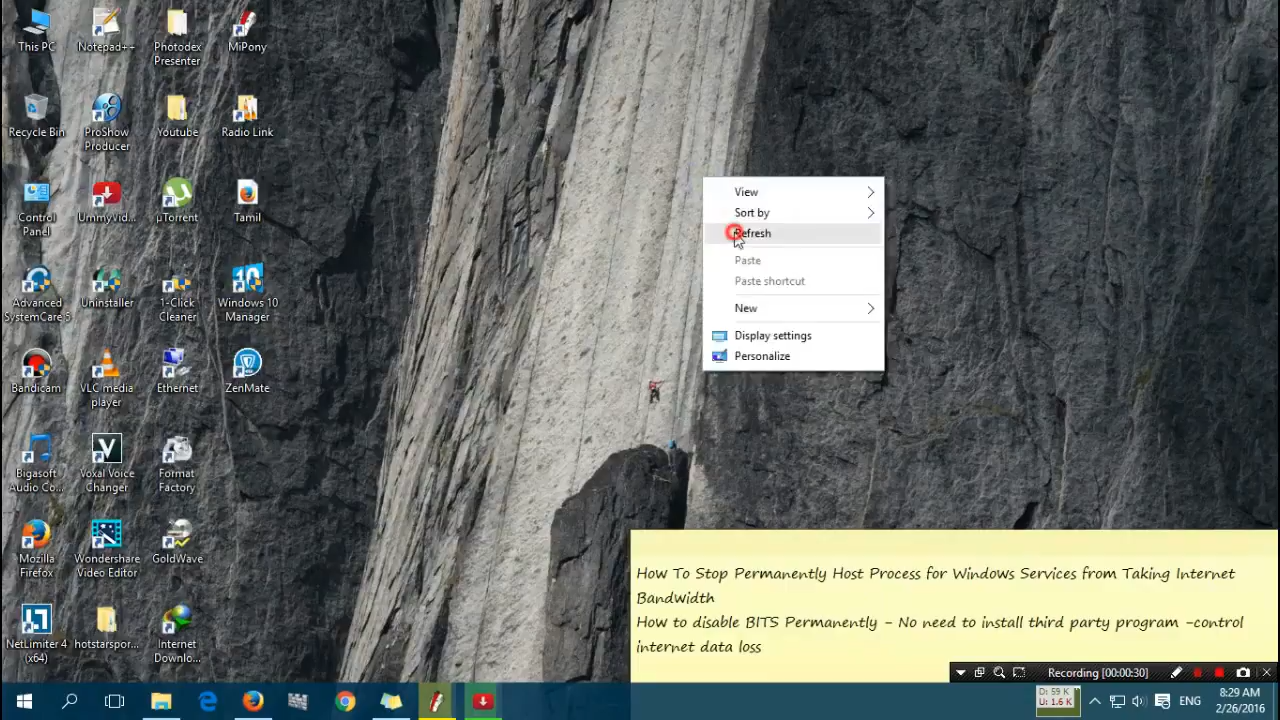 This PC
Notepad++
Photodex
Presenter
MiPony
Recycle Bin
ProShow
Producer
Youtube
Radio Link
Control
Panel
UmmyVid...
µTorrent
Tamil
Advanced
SystemCare 5
Uninstaller
1-Click
Cleaner
10
Windows 10
Manager
Bandicam
VLC media
player
Ethernet
ZenMate
Bigasoft
Audio Co...
V
Voxal Voice
Changer
Format
Factory
Mozilla
Firefox
Wondershare
Video Editor
GoldWave
NetLimiter 4
(x64)
hotstarspor...
Internet
Downlo...
View
Sort by
Refresh
Paste
Paste shortcut
New
Display settings
Personalize
How To Stop Permanently Host Process for Windows Services from Taking Internet
Bandwidth
How to disable BITS Permanently - No need to install third party program -control
internet data loss
Recording [00:00:30]
D: 59 K
U: 1.6 K
ENG
8:29 AM
2/26/2016